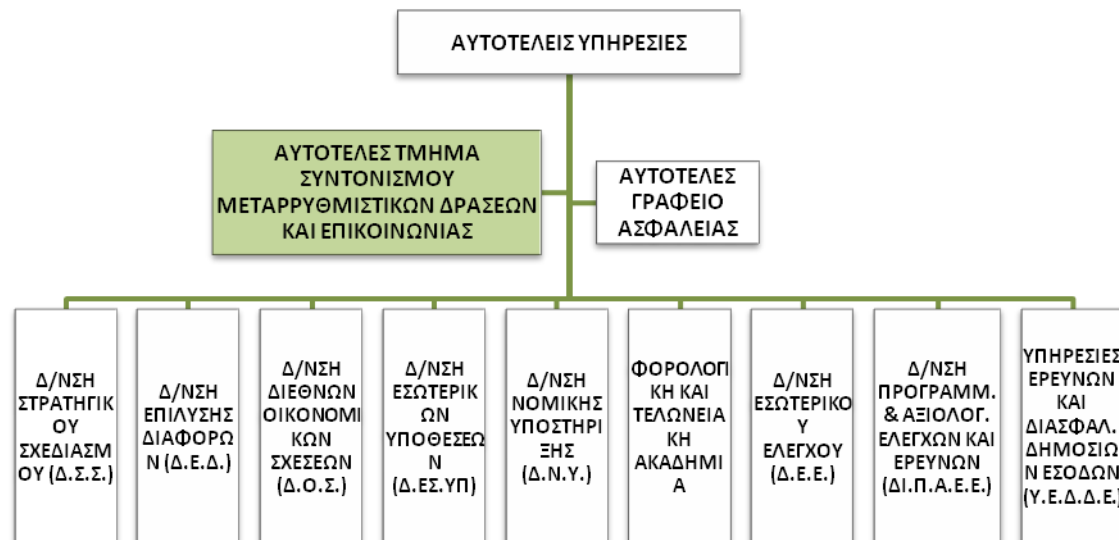 ΑΥΤΟΤΕΛΕΙΣ ΥΠΗΡΕΣΙΕΣ
ΑΥΤΟΤΕΛΕΣ ΤΜΗΜΑ
ΣΥΝΤΟΝΙΣΜΟΥ
ΜΕΤΑΡΡΥΘΜΙΣΤΙΚΩΝ ΔΡΑΣΕΩΝ
ΚΑΙ ΕΠΙΚΟΙΝΩΝΙΑΣ
ΑΥΤΟΤΕΛΕΣ
ΓΡΑΦΕΙΟ
ΑΣΦΑΛΕΙΑΣ
Δ/ΝΣΗ
ΣΤΡΑΤΗΓΙΚ
ΟΥ
ΣΧΕΔΙΑΣΜ
ΟΥ (Δ.Σ.Σ.)
Δ/ΝΣΗ
ΕΠΙΛΥΣΗΣ
ΔΙΑΦΟΡΩ
Ν (Δ.Ε.Δ.)
Δ/ΝΣΗ
ΔΙΕΘΝΩΝ
ΟΙΚΟΝΟΜΙ
ΚΩΝ
ΣΧΕΣΕΩΝ
(Δ.Ο.Σ.)
Δ/ΝΣΗ
ΕΣΩΤΕΡΙΚ
ΩΝ
ΥΠΟΘΕΣΕΩ
Ν
(Δ.ΕΣ.ΥΠ)
Δ/ΝΣΗ
ΝΟΜΙΚΗΣ
ΥΠΟΣΤΗΡΙ
ΞΗΣ
(Δ.Ν.Υ.)
ΦΟΡΟΛΟΓΙ
ΚΗ ΚΑΙ
ΤΕΛΩΝΕΙΑ
ΚΗ
ΑΚΑΔΗΜΙ
Α
Δ/ΝΣΗ
ΕΣΩΤΕΡΙΚΟ
Υ
ΕΛΕΓΧΟΥ
(Δ.Ε.Ε.)
Δ/ΝΣΗ
ΠΡΟΓΡΑΜΜ.
& ΑΞΙΟΛΟΓ.
ΕΛΕΓΧΩΝ ΚΑΙ
ΕΡΕΥΝΩΝ
(ΔΙ.Π.Α.Ε.Ε.)
ΥΠΗΡΕΣΙΕΣ
ΕΡΕΥΝΩΝ
ΚΑΙ
ΔΙΑΣΦΑΛ.
ΔΗΜΟΣΙΩ
Ν ΕΣΟΔΩΝ
(Υ.Ε.Δ.Δ.Ε.)